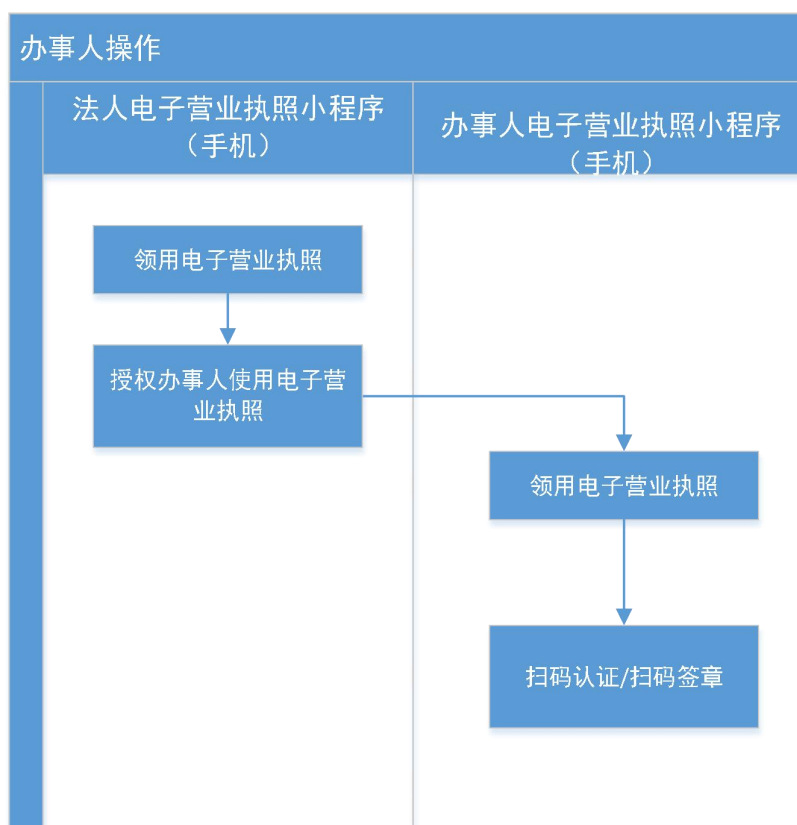 办事人操作
法人电子营业执照小程序
（手机）
办事人电子营业执照小程序
（手机）
领用电子营业执照
授权办事人使用电子营
业执照
领用电子营业执照
扫码认证/扫码签章